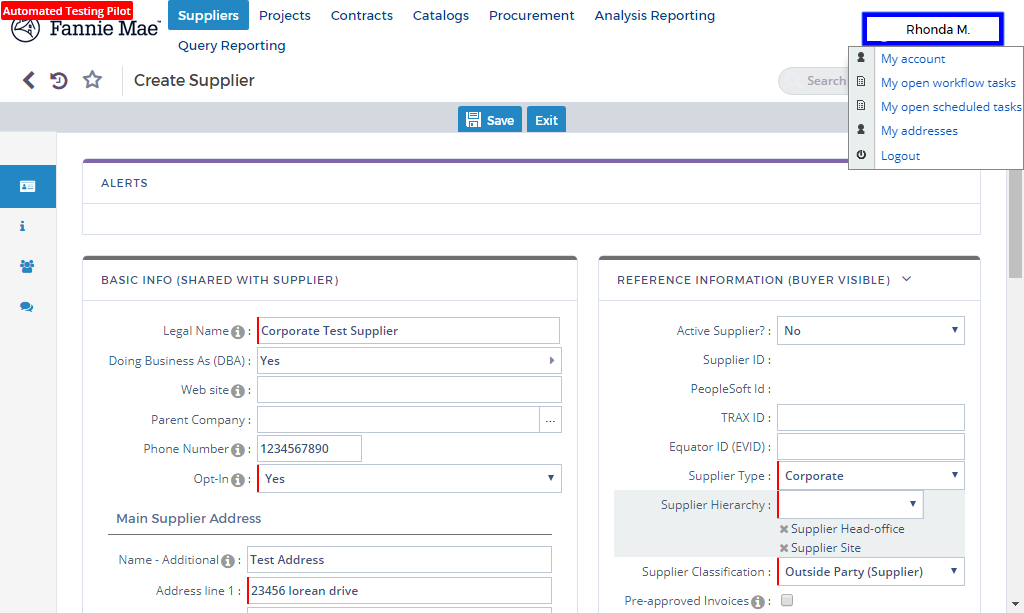 Automated Testing Pilot
Fannie Mae
Suppliers Projects Contracts Catalogs Procurement Analysis Reporting
Query Reporting
Rhonda M.
My account
My open workflow tasks
My open scheduled tasks
My addresses
Logout
Create Supplier
Search
Save Exit
ALERTS
BASIC INFO (SHARED WITH SUPPLIER)
Legal Name : Corporate Test Supplier
Doing Business As (DBA) : Yes
Web site :
Parent Company : ...
Phone Number : 1234567890
Opt-In : Yes
Main Supplier Address
Name - Additional : Test Address
Address line 1 : 23456 lorean drive
REFERENCE INFORMATION (BUYER VISIBLE)
Active Supplier? : No
Supplier ID :
PeopleSoft Id :
TRAX ID :
Equator ID (EVID) :
Supplier Type : Corporate
Supplier Hierarchy :
Supplier Head-office
Supplier Site
Supplier Classification : Outside Party (Supplier)
Pre-approved Invoices :